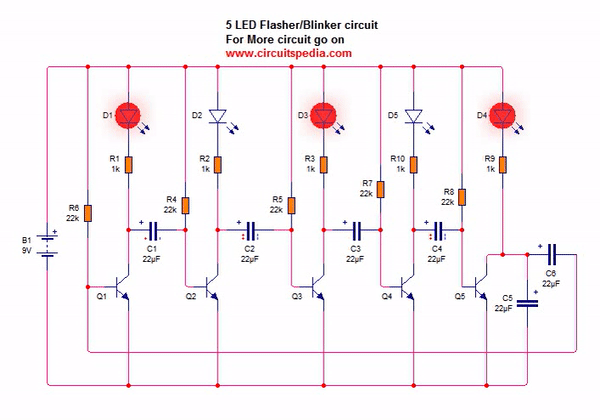 5 LED Flasher/Blinker circuit
For More circuit go on
www.circuitspedia.com
D1 D2 D3 D5 D4
R1 1k
R2 1k
R3 1k
R10 1k
R9 1k
R6 22k
R4 22k
R5 22k
R7 22k
R8 22k
B1 9V
+
C1 22µF
+
C2 22µF
+
C3 22µF
+
C4 22µF
+
C6 22µF
+
C5 22µF
+
Q1 Q2 Q3 Q4 Q5